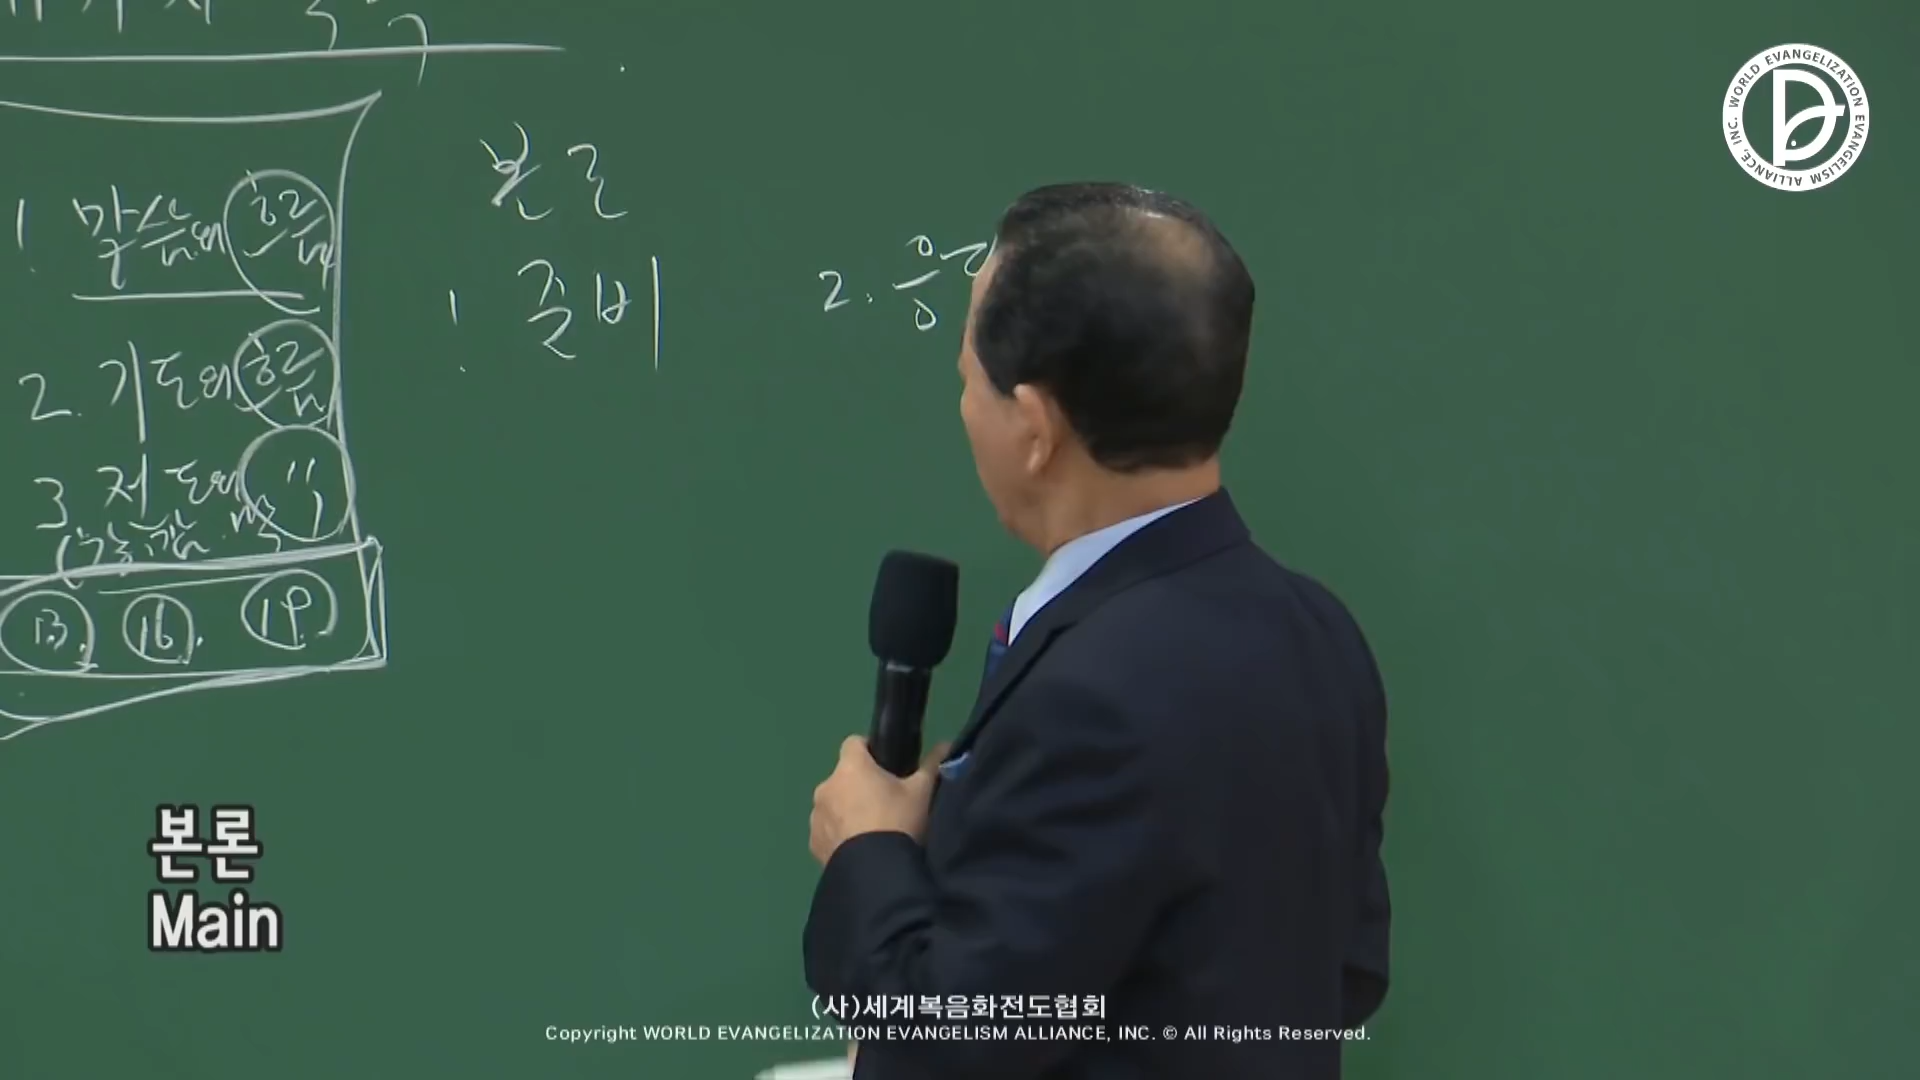 1 말씀의 흐름
2. 기도의 흐름
3 전도의 〃
13. 16. 19
본론
1. 준비
2. 응
본론
Main
WORLD EVANGELIZATION EVANGELISM ALLIANCE, INC.
(사)세계복음화전도협회
Copyright WORLD EVANGELIZATION EVANGELISM ALLIANCE, INC. © All Rights Reserved.